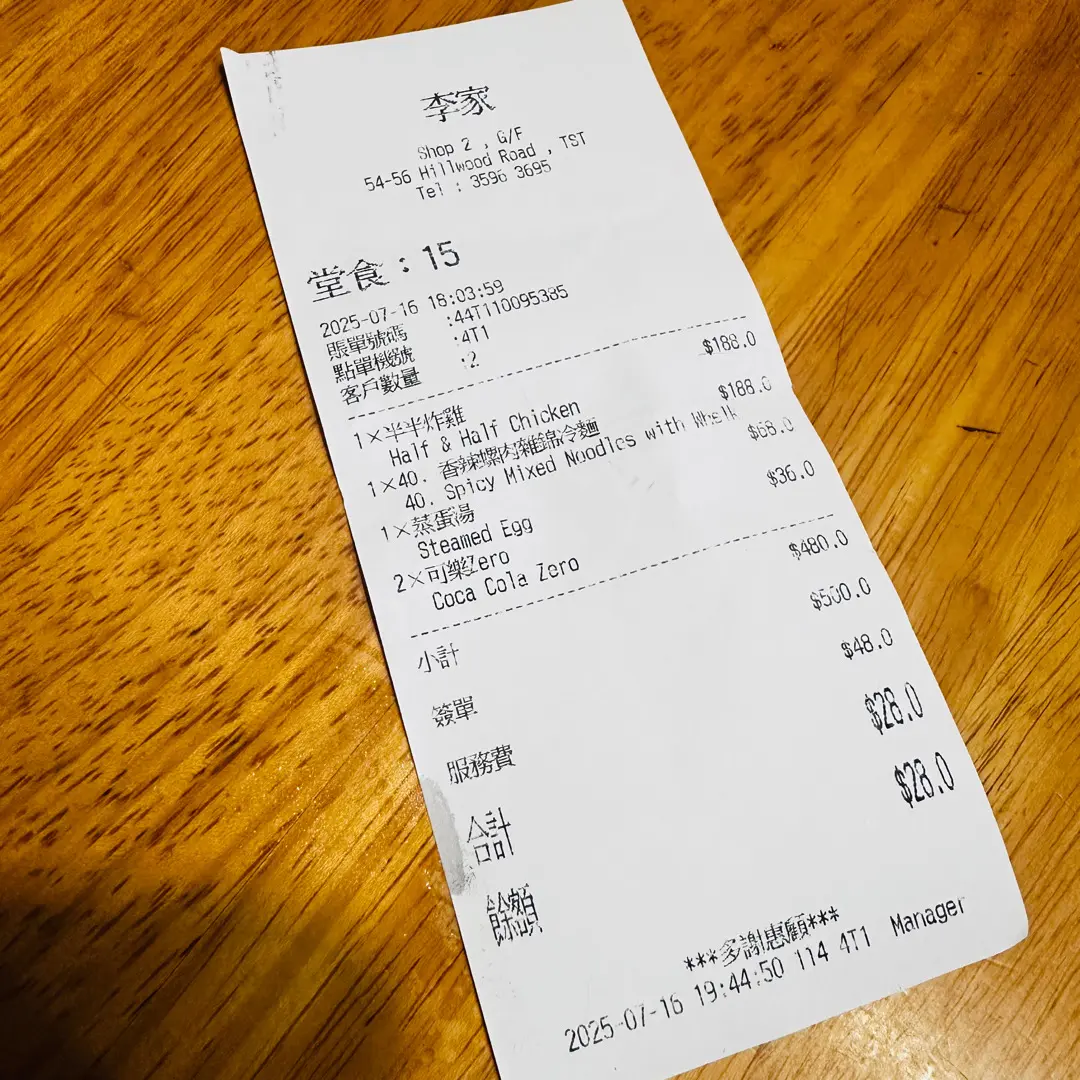 李家
Shop 2 , G/F
54-56 Hillwood Road , TST
Tel : 3596 3695
堂食：15
2025-07-16 18:03:59
賬單號碼 :44T110095385
點單機號 :4T1
客戶數量 :2
1×半半炸雞 $188.0
Half & Half Chicken
1×40. 香辣螺肉雜錦冷麵 $188.0
40. Spicy Mixed Noodles with Whelk
1×蒸蛋湯 $68.0
Steamed Egg
2×可樂Zero $36.0
Coca Cola Zero
小計 $480.0
簽單 $500.0
服務費 $48.0
合計 $28.0
餘額 $28.0
***多謝惠顧***
2025-07-16 19:44:50 114 4T1 Manager